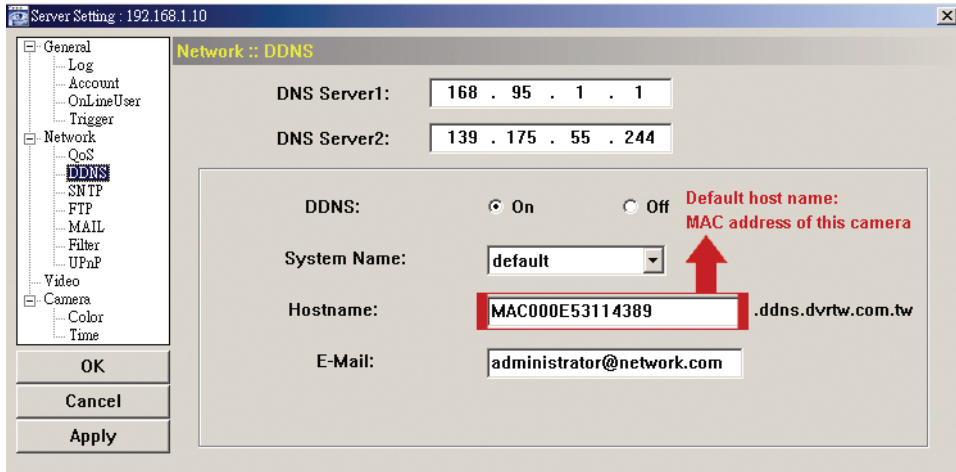 Server Setting : 192.168.1.10
General
Log
Account
OnLineUser
Trigger
Network
QoS
DDNS
SNTP
FTP
MAIL
Filter
UPnP
Video
Camera
Color
Time
OK
Cancel
Apply
Network :: DDNS
DNS Server1: 168 . 95 . 1 . 1
DNS Server2: 139 . 175 . 55 . 244
DDNS: On Off
Default host name:
MAC address of this camera
System Name: default
Hostname: MAC000E53114389 .ddns.dvrtw.com.tw
E-Mail: administrator@network.com